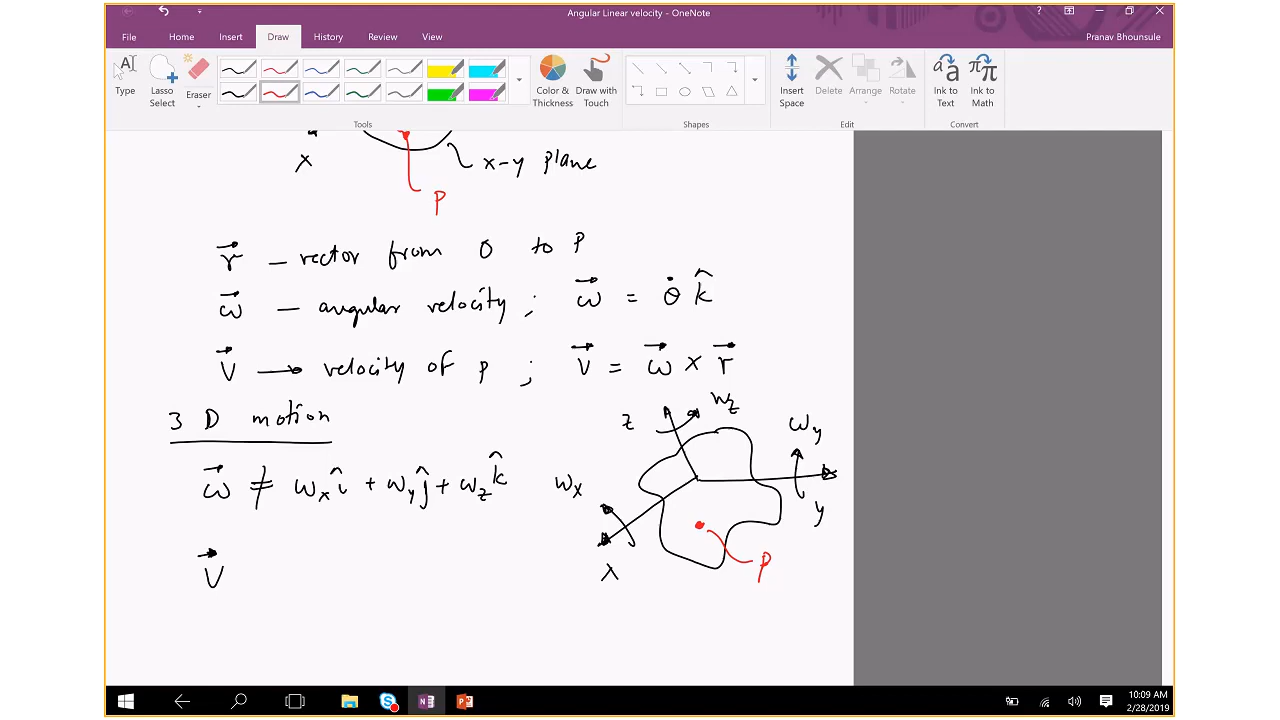 Angular Linear velocity - OneNote
?
File Home Insert Draw History Review View
Pranav Bhounsule
Type
Lasso Select
Eraser
Color & Thickness
Draw with Touch
Insert Space
Delete
Arrange
Rotate
Ink to Text
Ink to Math
Tools
Shapes
Edit
Convert
x
x-y plane
P
r⃗ — vector from O to P
ω⃗ — angular velocity ; ω⃗ = θ̇ k̂
V⃗ → velocity of P ; V⃗ = ω⃗ × r⃗
3 D motion
ω⃗ ≠ ωx î + ωy ĵ + ωz k̂
z
ωz
ωy
ωx
y
x
P
V⃗
10:09 AM
2/28/2019